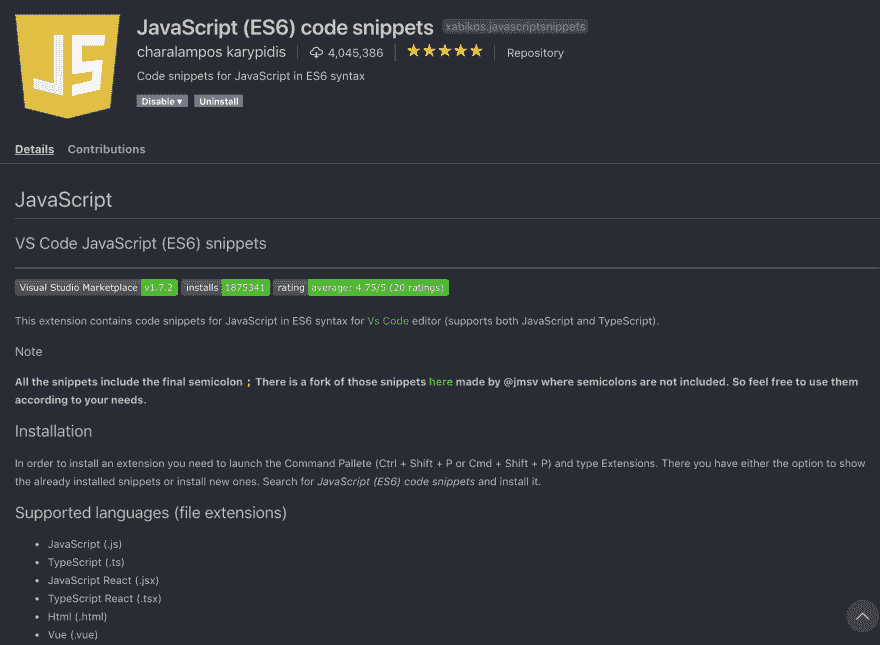 JS
JavaScript (ES6) code snippets xabikos.javascriptsnippets
charalampos karypidis 4,045,386 Repository
Code snippets for JavaScript in ES6 syntax
Disable ▾ Uninstall
Details Contributions
JavaScript
VS Code JavaScript (ES6) snippets
Visual Studio Marketplace v1.7.2 installs 1875341 rating average: 4.75/5 (20 ratings)
This extension contains code snippets for JavaScript in ES6 syntax for Vs Code editor (supports both JavaScript and TypeScript).
Note
All the snippets include the final semicolon ; There is a fork of those snippets here made by @jmsv where semicolons are not included. So feel free to use them
according to your needs.
Installation
In order to install an extension you need to launch the Command Pallete (Ctrl + Shift + P or Cmd + Shift + P) and type Extensions. There you have either the option to show
the already installed snippets or install new ones. Search for JavaScript (ES6) code snippets and install it.
Supported languages (file extensions)
• JavaScript (.js)
• TypeScript (.ts)
• JavaScript React (.jsx)
• TypeScript React (.tsx)
• Html (.html)
• Vue (.vue)